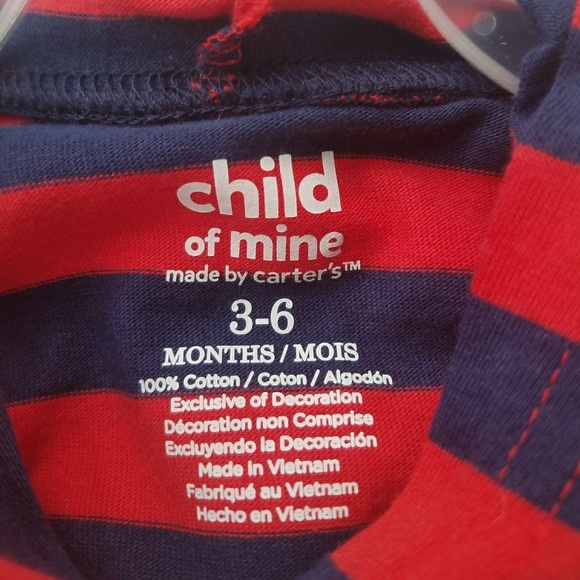 child
of mine
made by carter's™
3-6
MONTHS / MOIS
100% Cotton / Coton / Algodón
Exclusive of Decoration
Décoration non Comprise
Excluyendo la Decoración
Made in Vietnam
Fabriqué au Vietnam
Hecho en Vietnam